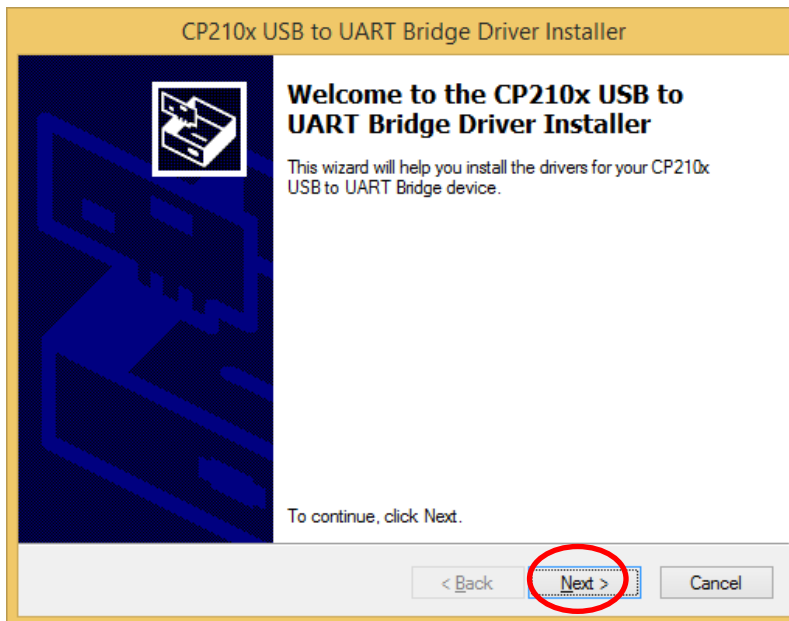 CP210x USB to UART Bridge Driver Installer
Welcome to the CP210x USB to
UART Bridge Driver Installer
This wizard will help you install the drivers for your CP210x
USB to UART Bridge device.
To continue, click Next.
< Back
Next >
Cancel